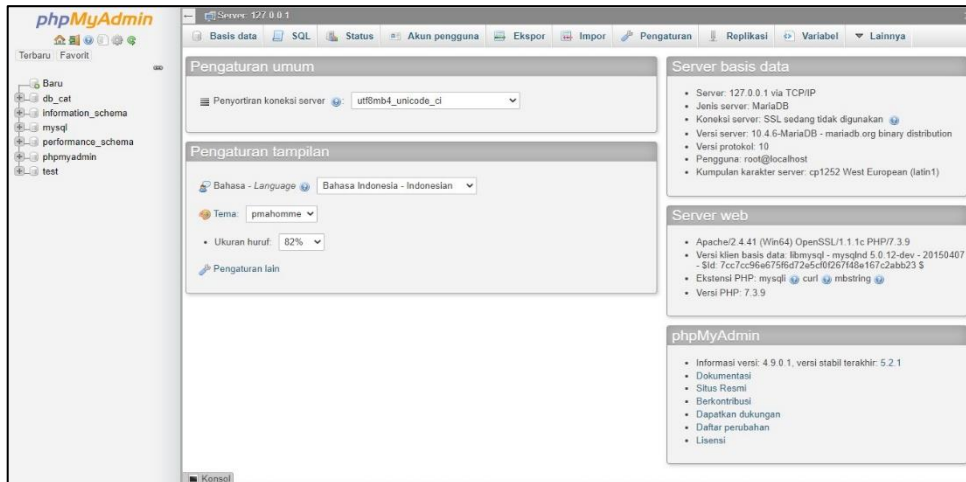 phpMyAdmin
Terbaru Favorit
Baru
db_cat
information_schema
mysql
performance_schema
phpmyadmin
test
Server: 127.0.0.1
Basis data SQL Status Akun pengguna Ekspor Impor Pengaturan Replikasi Variabel Lainnya
Pengaturan umum
Penyortiran koneksi server : utf8mb4_unicode_ci
Pengaturan tampilan
Bahasa - Language Bahasa Indonesia - Indonesian
Tema: pmahomme
• Ukuran huruf: 82%
Pengaturan lain
Server basis data
• Server: 127.0.0.1 via TCP/IP
• Jenis server: MariaDB
• Koneksi server: SSL sedang tidak digunakan
• Versi server: 10.4.6-MariaDB - mariadb.org binary distribution
• Versi protokol: 10
• Pengguna: root@localhost
• Kumpulan karakter server: cp1252 West European (latin1)
Server web
• Apache/2.4.41 (Win64) OpenSSL/1.1.1c PHP/7.3.9
• Versi klien basis data: libmysql - mysqlnd 5.0.12-dev - 20150407
- $Id: 7cc7cc96e675f6d72e5cf0f267f48e167c2abb23 $
• Ekstensi PHP: mysqli curl mbstring
• Versi PHP: 7.3.9
phpMyAdmin
• Informasi versi: 4.9.0.1, versi stabil terakhir: 5.2.1
• Dokumentasi
• Situs Resmi
• Berkontribusi
• Dapatkan dukungan
• Daftar perubahan
• Lisensi
Konsol